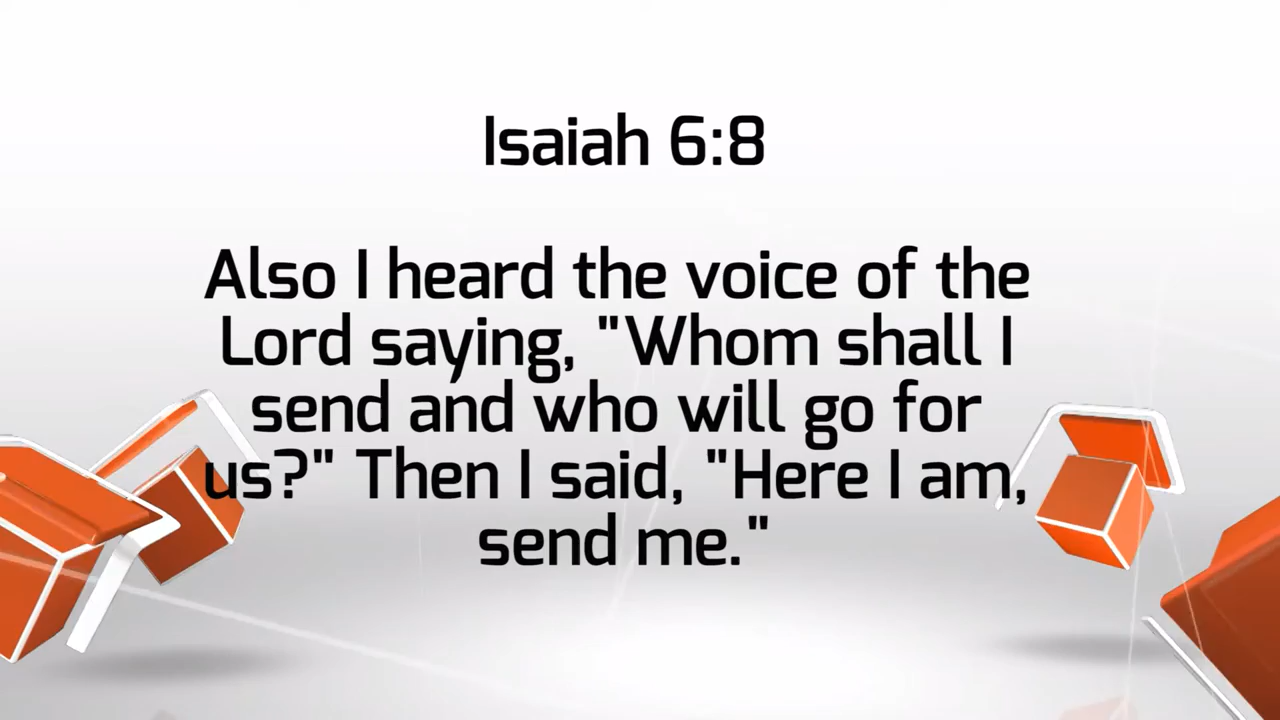 Isaiah 6:8
Also I heard the voice of the
Lord saying, "Whom shall I
send and who will go for
us?" Then I said, "Here I am,
send me."